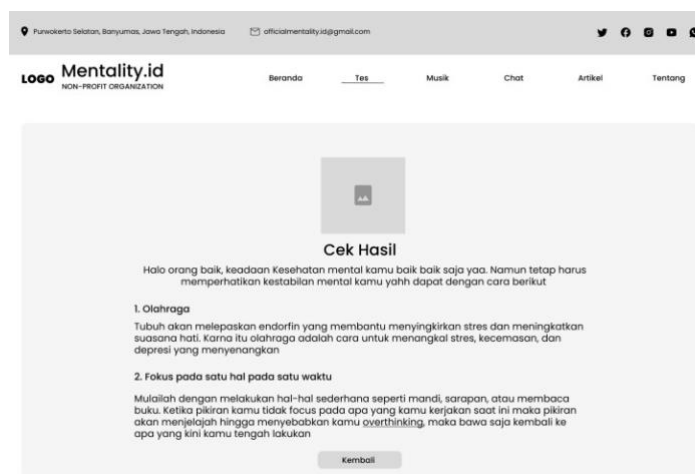 Purwokerto Selatan, Banyumas, Jawa Tengah, Indonesia officialmentality.id@gmail.com
LOGO Mentality.id
NON-PROFIT ORGANIZATION
Beranda Tes Musik Chat Artikel Tentang
Cek Hasil
Halo orang baik, keadaan Kesehatan mental kamu baik baik saja yaa. Namun tetap harus
memperhatikan kestabilan mental kamu yahh dapat dengan cara berikut
1. Olahraga
Tubuh akan melepaskan endorfin yang membantu menyingkirkan stres dan meningkatkan
suasana hati. Karna itu olahraga adalah cara untuk menangkal stres, kecemasan, dan
depresi yang menyenangkan
2. Fokus pada satu hal pada satu waktu
Mulailah dengan melakukan hal-hal sederhana seperti mandi, sarapan, atau membaca
buku. Ketika pikiran kamu tidak focus pada apa yang kamu kerjakan saat ini maka pikiran
akan menjelajah hingga menyebabkan kamu overthinking, maka bawa saja kembali ke
apa yang kini kamu tengah lakukan
Kembali